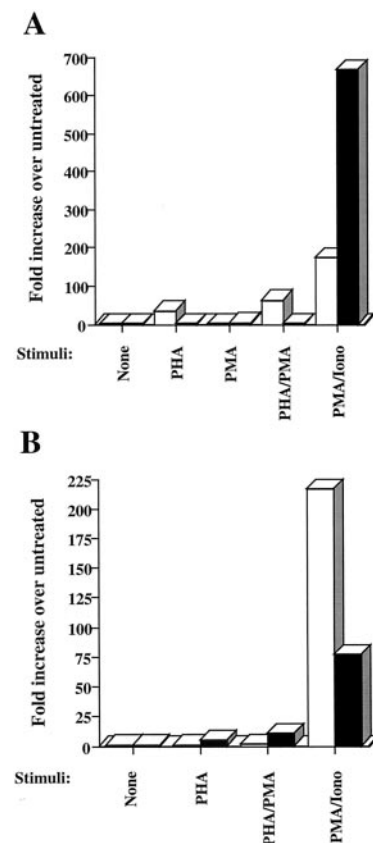 A
Fold increase over untreated
700
600
500
400
300
200
100
0
Stimuli:
None
PHA
PMA
PHA/PMA
PMA/Iono
B
Fold increase over untreated
225
200
175
150
125
100
75
50
25
0
Stimuli:
None
PHA
PHA/PMA
PMA/Iono